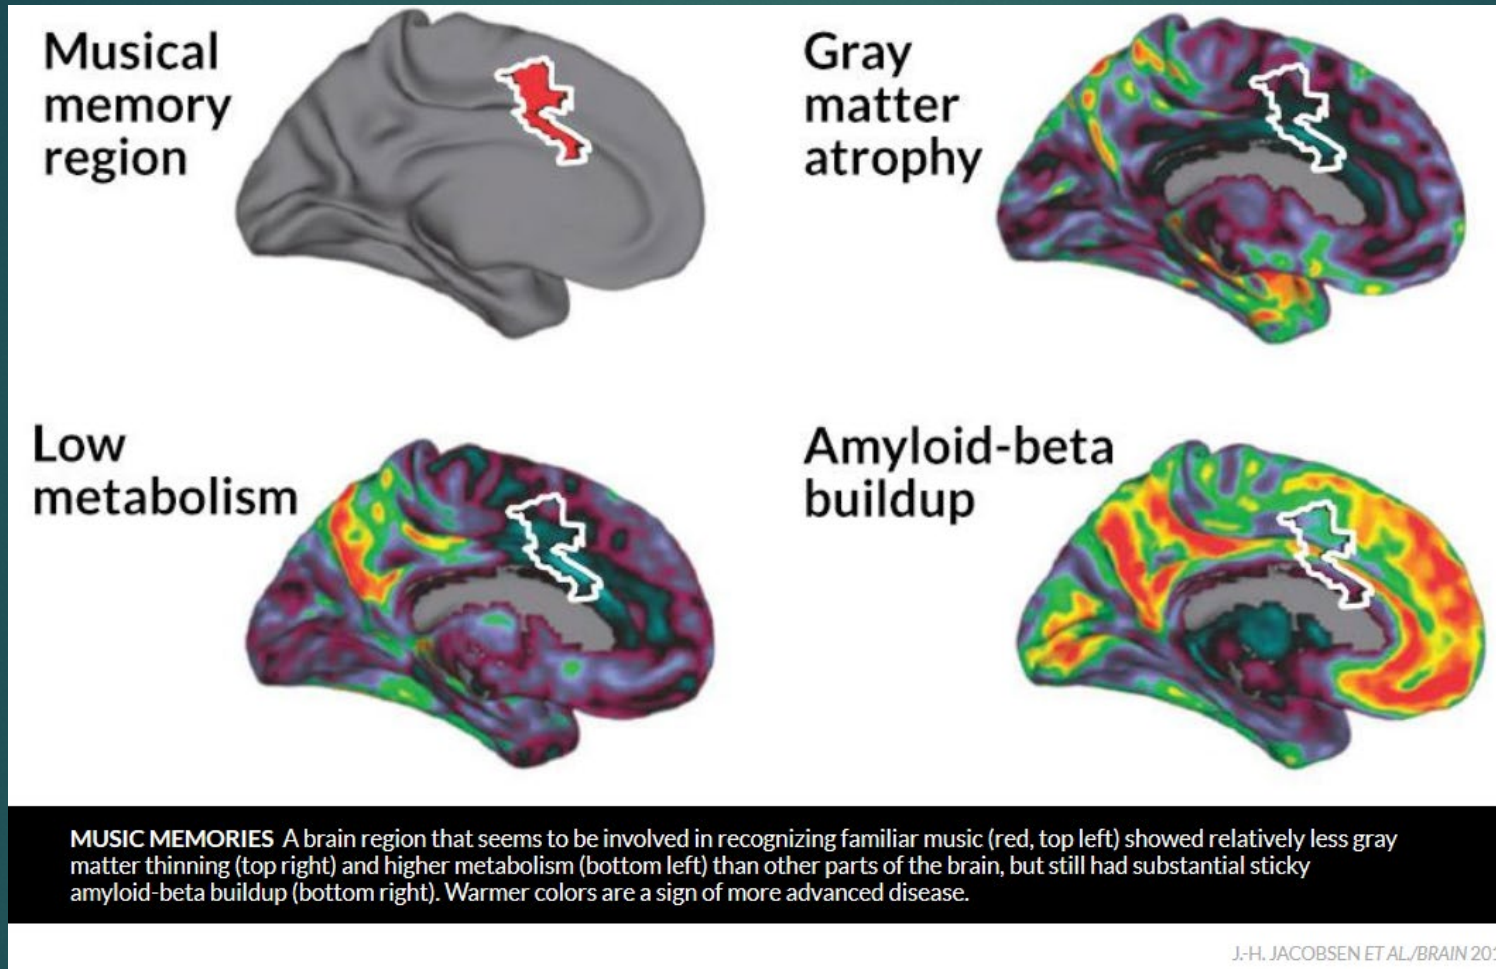 Musical
memory
region
Gray
matter
atrophy
Low
metabolism
Amyloid-beta
buildup
MUSIC MEMORIES A brain region that seems to be involved in recognizing familiar music (red, top left) showed relatively less gray
matter thinning (top right) and higher metabolism (bottom left) than other parts of the brain, but still had substantial sticky
amyloid-beta buildup (bottom right). Warmer colors are a sign of more advanced disease.
J.-H. JACOBSEN ET AL./BRAIN